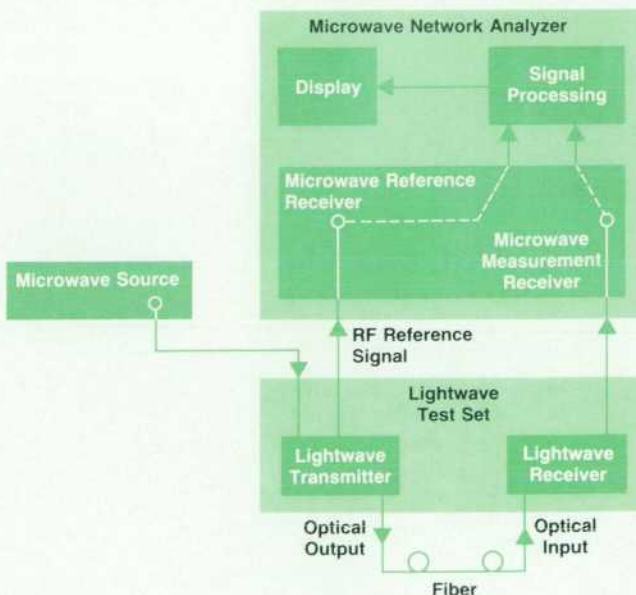 Microwave Network Analyzer
Display
Signal
Processing
Microwave Reference
Receiver
Microwave
Measurement
Receiver
Microwave Source
RF Reference
Signal
Lightwave
Test Set
Lightwave
Transmitter
Lightwave
Receiver
Optical
Output
Optical
Input
Fiber